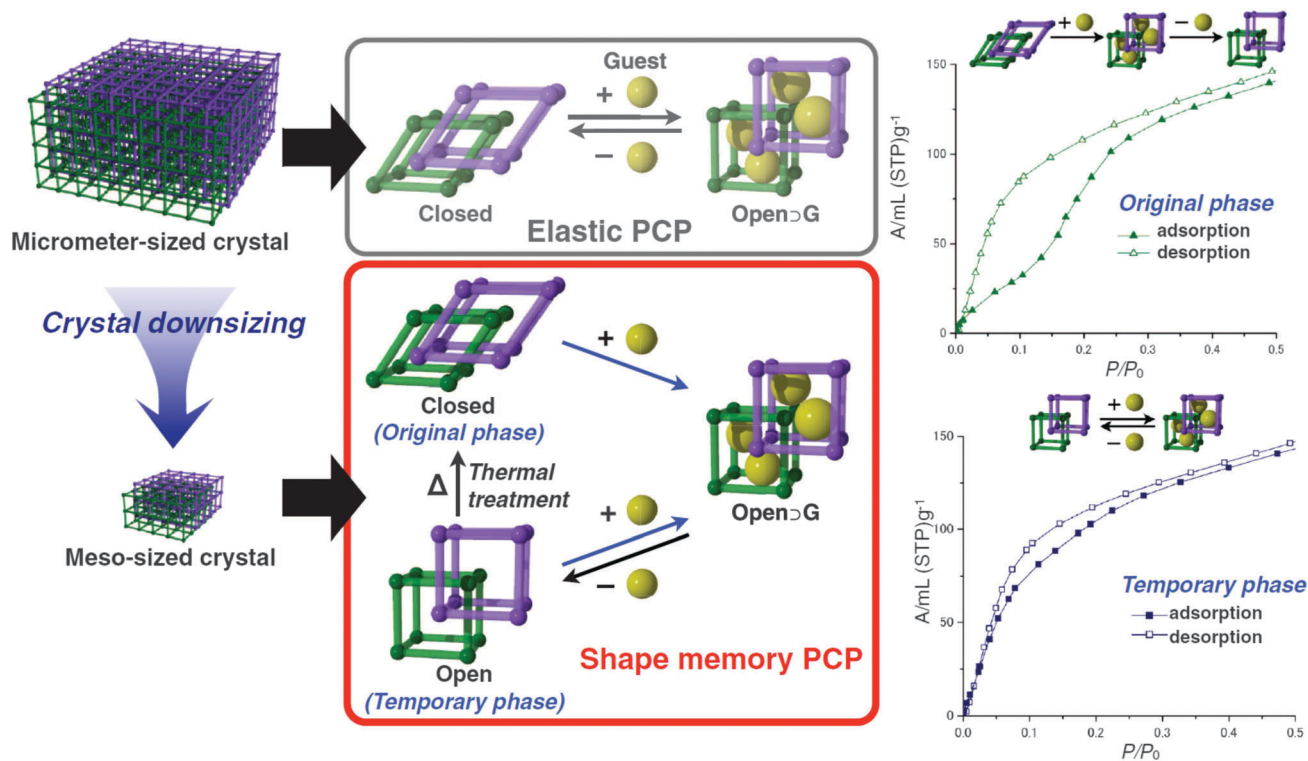 Micrometer-sized crystal
Crystal downsizing
Meso-sized crystal
Guest
+
−
Closed
Open⊃G
Elastic PCP
+
Closed
(Original phase)
Δ
Thermal
treatment
+
−
Open⊃G
Open
(Temporary phase)
Shape memory PCP
+
−
150
100
50
0
A/mL (STP)g-1
Original phase
adsorption
desorption
0.0 0.1 0.2 0.3 0.4 0.5
P/P0
+
−
150
100
50
0
A/mL (STP)g-1
Temporary phase
adsorption
desorption
0.0 0.1 0.2 0.3 0.4 0.5
P/P0